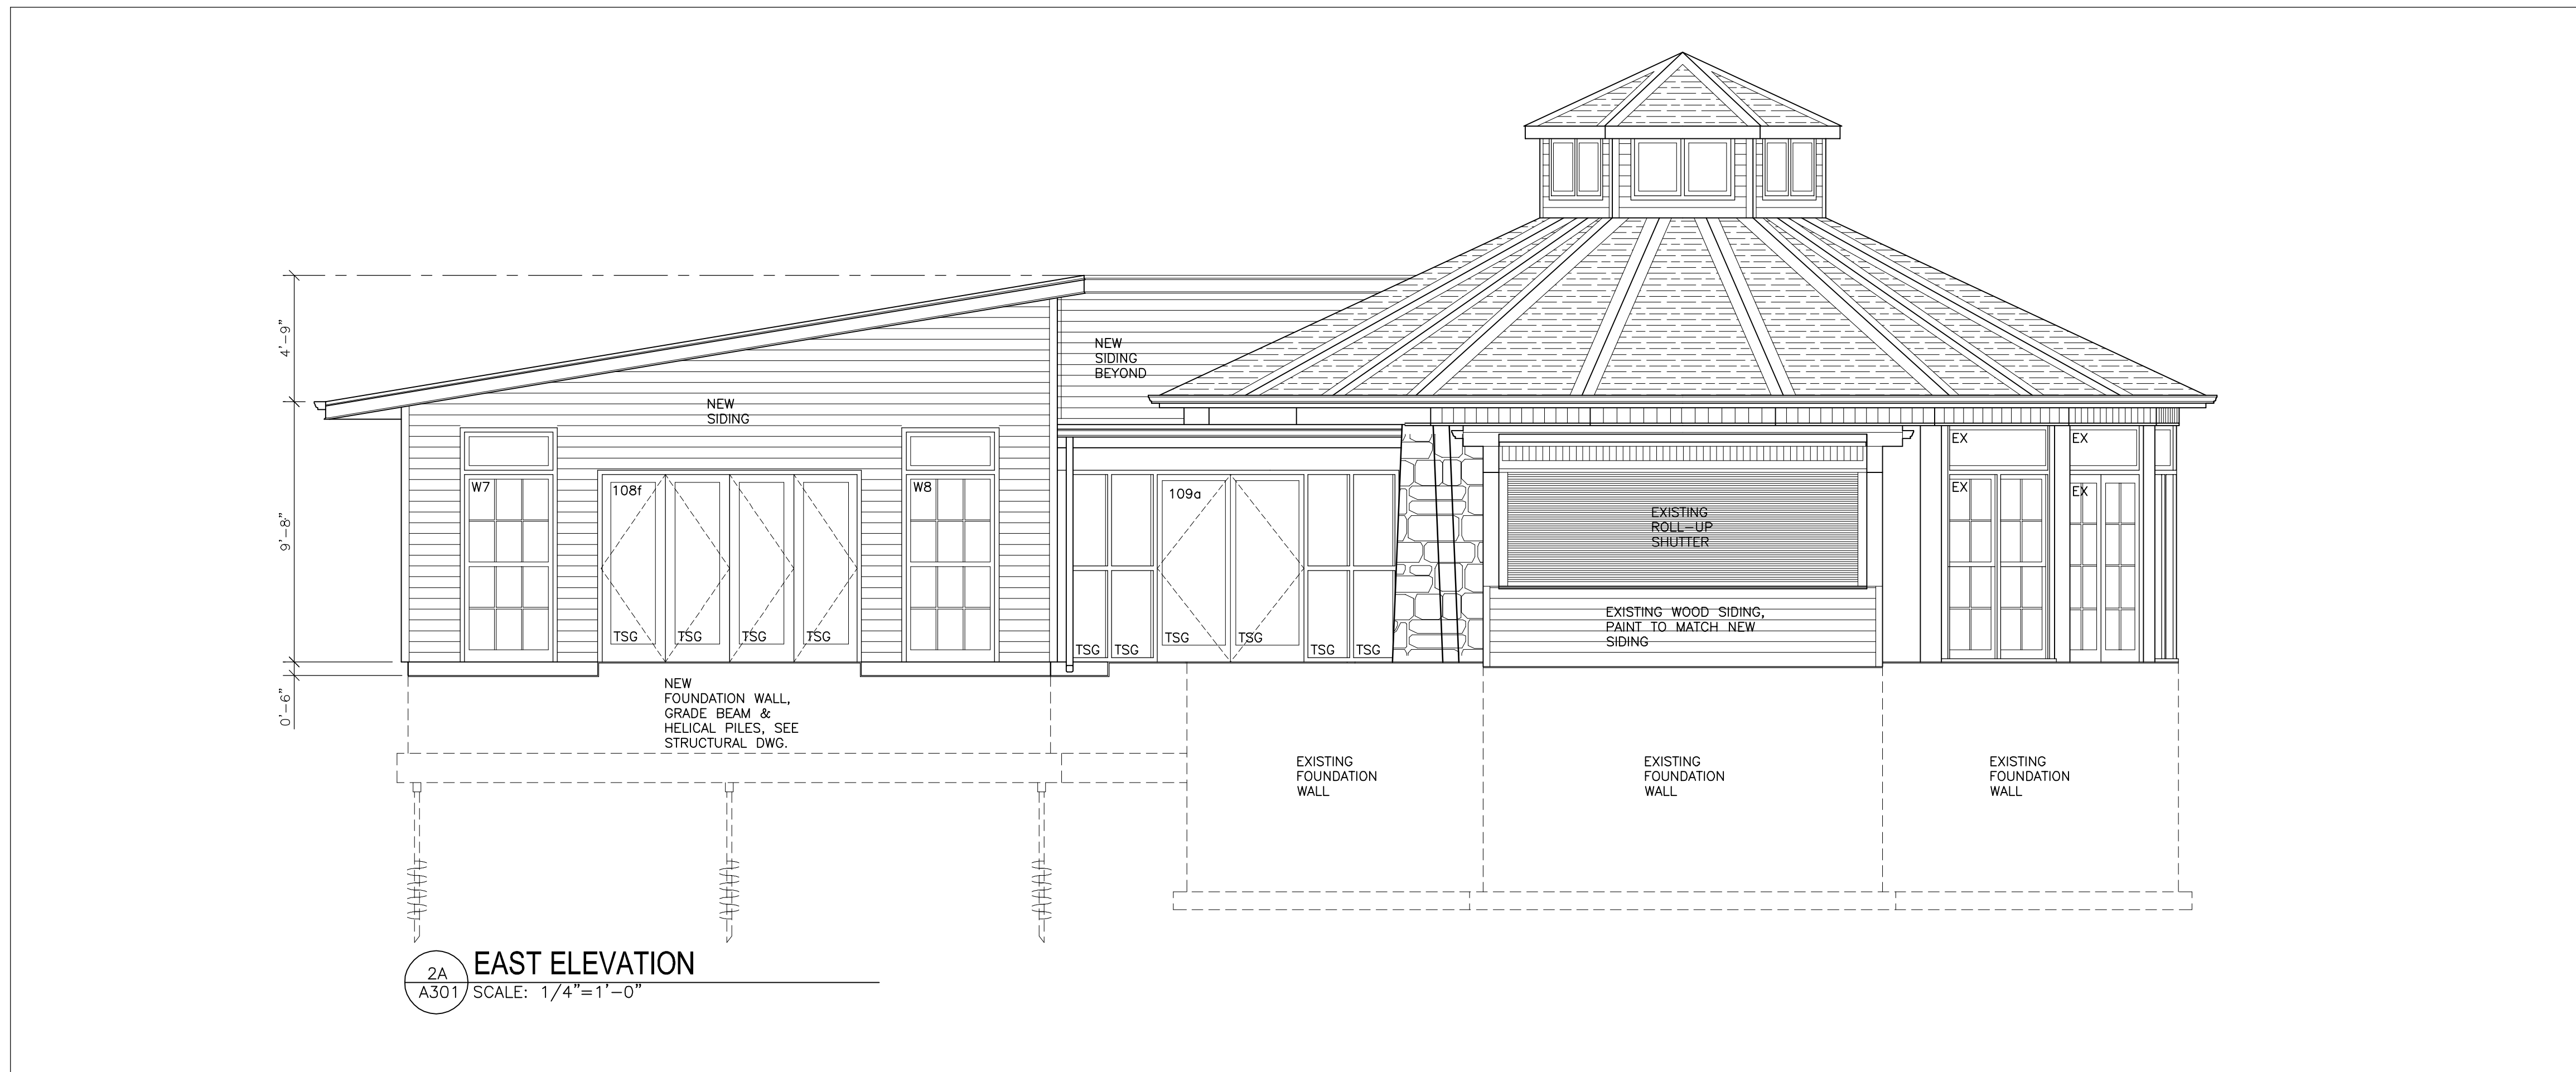 4'-9"
9'-8"
0'-6"
NEW
SIDING
BEYOND
NEW
SIDING
W7
108f
W8
109a
TSG
TSG
TSG
TSG
TSG
TSG
TSG
TSG
TSG
TSG
EXISTING
ROLL-UP
SHUTTER
EXISTING WOOD SIDING,
PAINT TO MATCH NEW
SIDING
EX
EX
EX
EX
NEW
FOUNDATION WALL,
GRADE BEAM &
HELICAL PILES, SEE
STRUCTURAL DWG.
EXISTING
FOUNDATION
WALL
EXISTING
FOUNDATION
WALL
EXISTING
FOUNDATION
WALL
2A
A301
EAST ELEVATION
SCALE: 1/4"=1'-0"